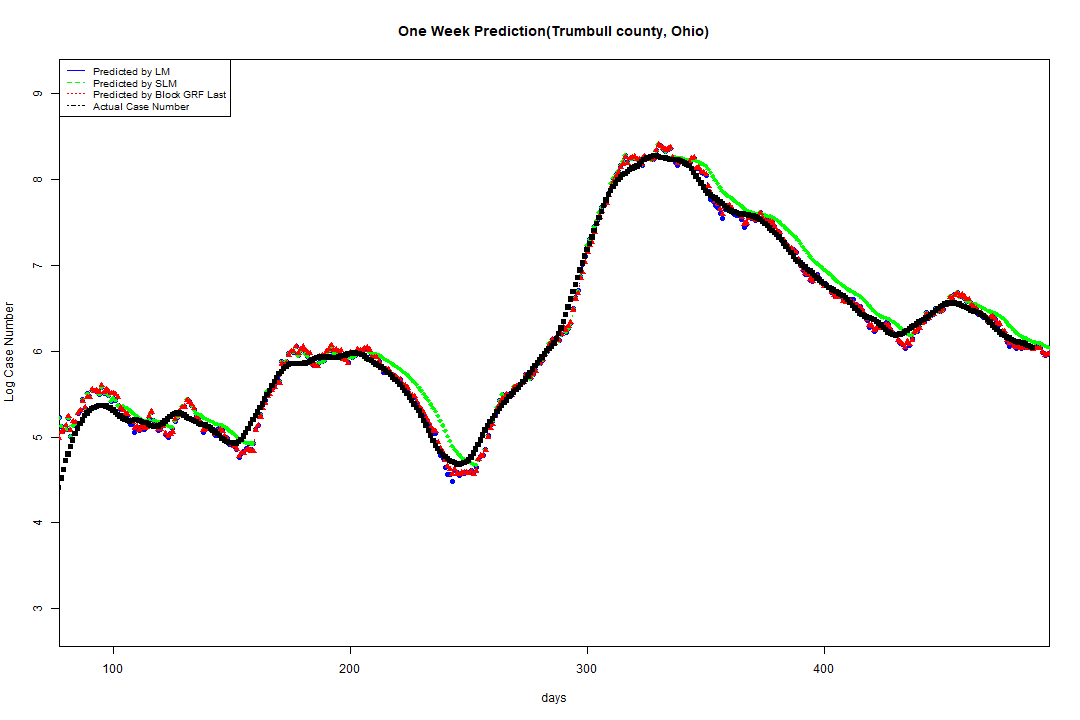 One Week Prediction(Trumbull county, Ohio)
Predicted by LM
Predicted by SLM
Predicted by Block GRF Last
Actual Case Number
9
8
7
6
5
4
3
Log Case Number
100 200 300 400
days